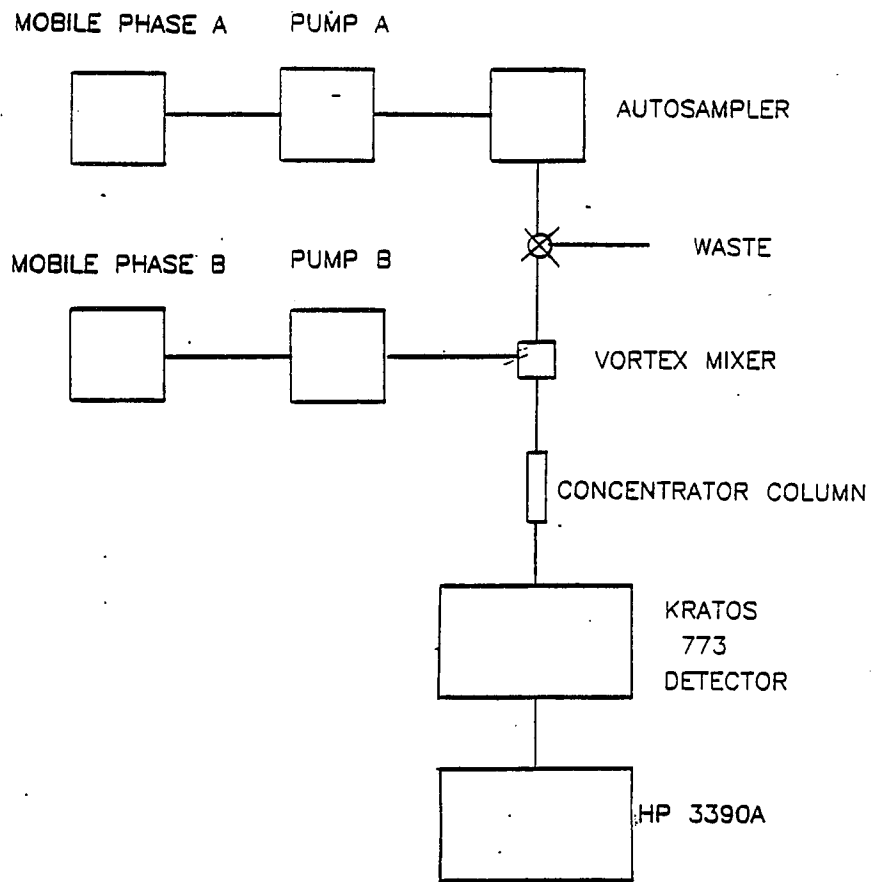 MOBILE PHASE A
PUMP A
AUTOSAMPLER
WASTE
MOBILE PHASE B
PUMP B
VORTEX MIXER
CONCENTRATOR COLUMN
KRATOS
773
DETECTOR
HP 3390A